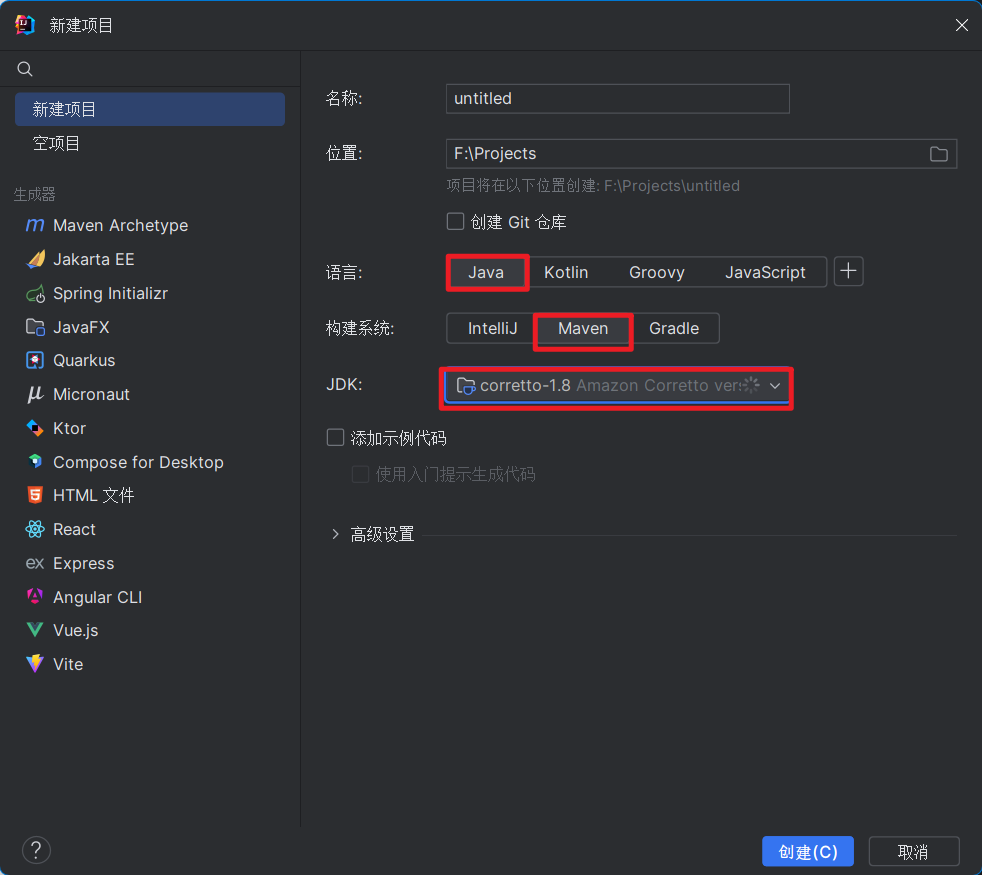 新建项目
新建项目
空项目
生成器
Maven Archetype
Jakarta EE
Spring Initializr
JavaFX
Quarkus
Micronaut
Ktor
Compose for Desktop
HTML 文件
React
Express
Angular CLI
Vue.js
Vite
名称: untitled
位置: F:\Projects
项目将在以下位置创建: F:\Projects\untitled
创建 Git 仓库
语言: Java Kotlin Groovy JavaScript +
构建系统: IntelliJ Maven Gradle
JDK: corretto-1.8 Amazon Corretto
添加示例代码
使用入门提示生成代码
高级设置
? 创建(C) 取消